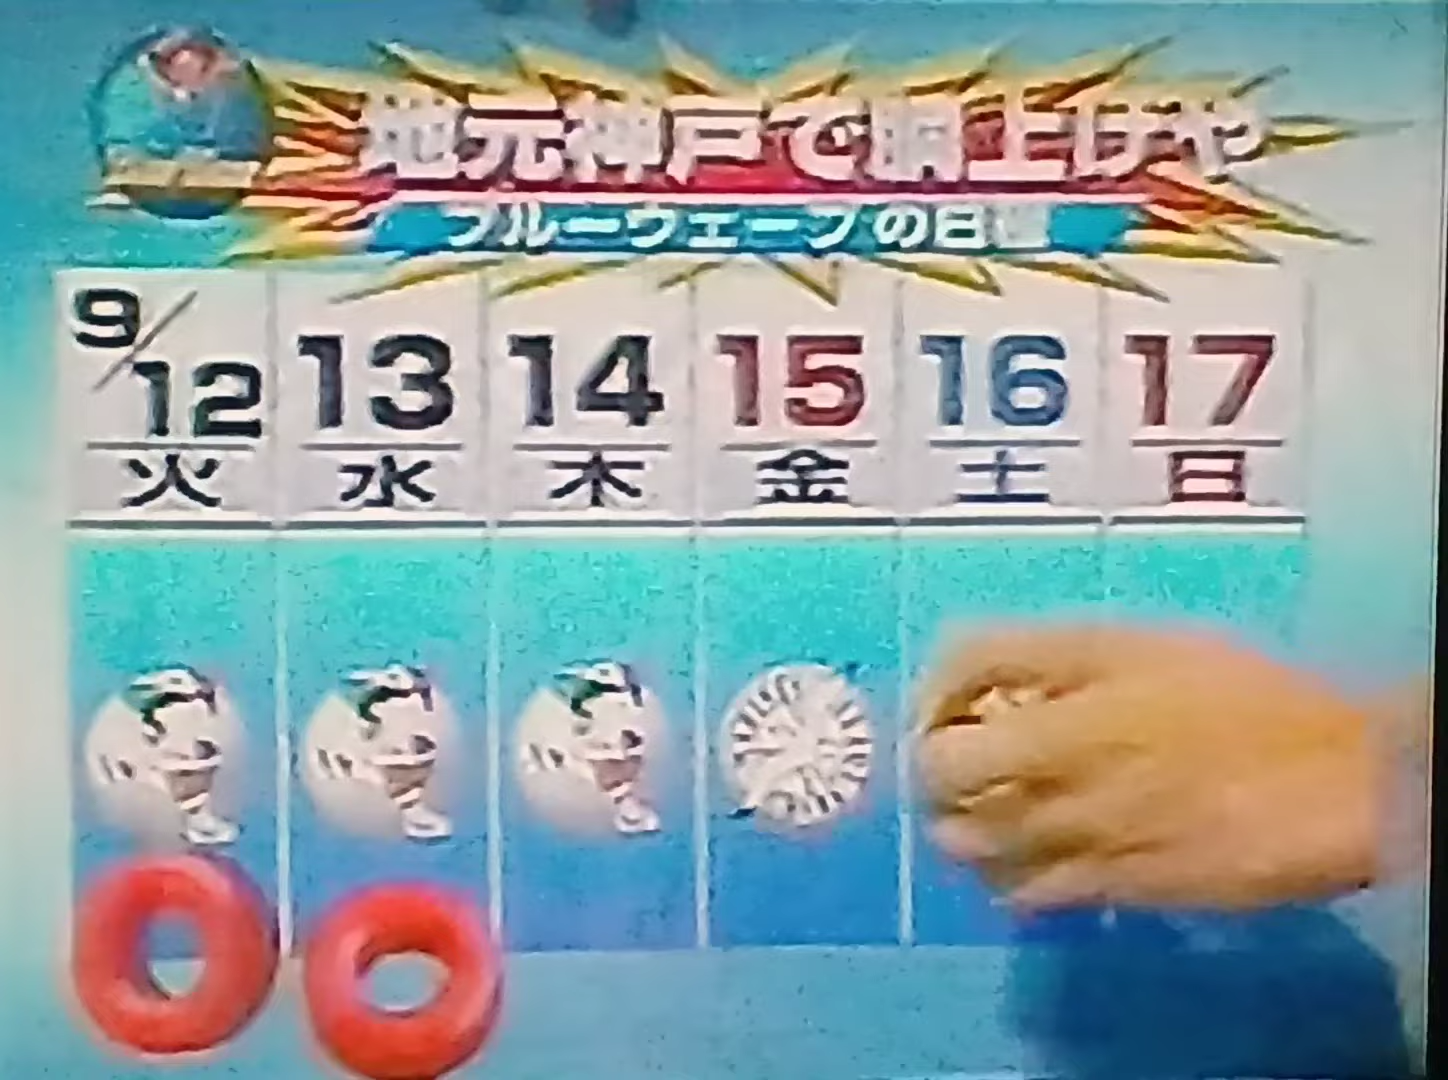 地元神戸で胴上げや
ブルーウェーブの日程
9/12 13 14 15 16 17
火 水 木 金 土 日